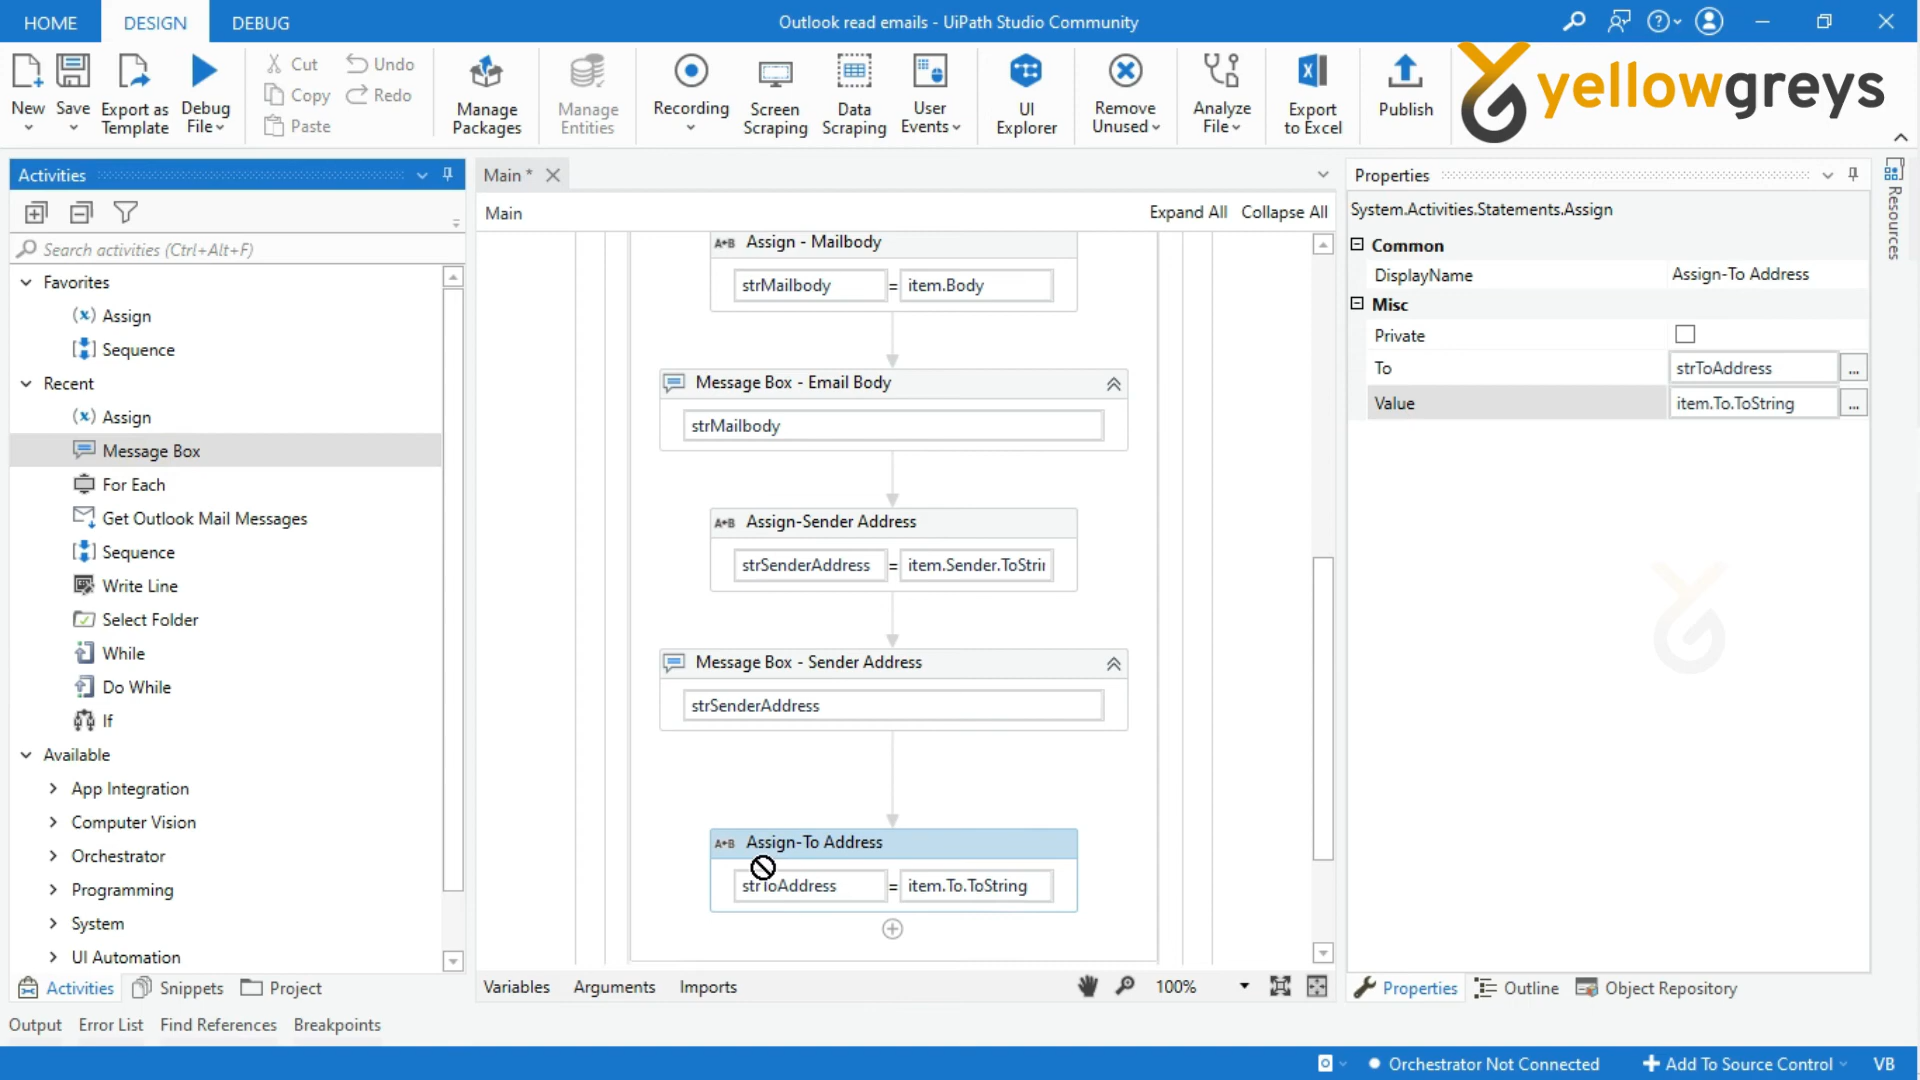 HOME DESIGN DEBUG Outlook read emails - UiPath Studio Community
New Save Export as Template Debug File Cut Copy Paste Undo Redo Manage Packages Manage Entities Recording Screen Scraping Data Scraping User Events UI Explorer Remove Unused Analyze File Export to Excel Publish
yellowgreys
Activities
Search activities (Ctrl+Alt+F)
Favorites
Assign
Sequence
Recent
Assign
Message Box
For Each
Get Outlook Mail Messages
Sequence
Write Line
Select Folder
While
Do While
If
Available
App Integration
Computer Vision
Orchestrator
Programming
System
UI Automation
Activities Snippets Project
Main *
Main Expand All Collapse All
A+B Assign - Mailbody
strMailbody = item.Body
Message Box - Email Body
strMailbody
A+B Assign-Sender Address
strSenderAddress = item.Sender.ToStrin
Message Box - Sender Address
strSenderAddress
A+B Assign-To Address
strToAddress = item.To.ToString
Variables Arguments Imports 100%
Properties
System.Activities.Statements.Assign
Common
DisplayName Assign-To Address
Misc
Private
To strToAddress ...
Value item.To.ToString ...
Resources
Properties Outline Object Repository
Output Error List Find References Breakpoints
Orchestrator Not Connected Add To Source Control VB